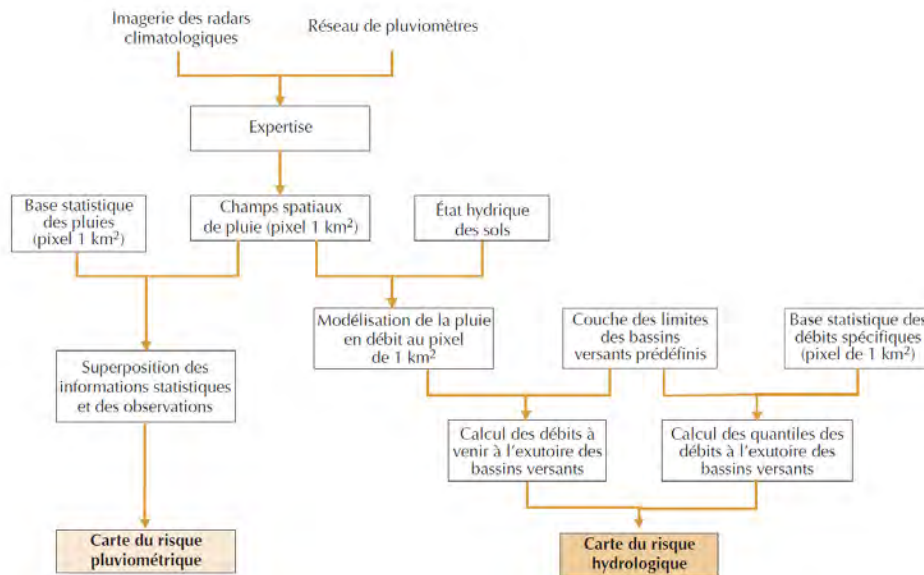 Imagerie des radars
climatologiques
Réseau de pluviomètres
Expertise
Base statistique
des pluies
(pixel 1 km²)
Champs spatiaux
de pluie (pixel 1 km²)
État hydrique
des sols
Modélisation de la pluie
en débit au pixel
de 1 km²
Couche des limites
des bassins
versants prédéfinis
Base statistique des
débits spécifiques
(pixel de 1 km²)
Superposition des
informations statistiques
et des observations
Calcul des débits à
venir à l'exutoire des
bassins versants
Calcul des quantiles des
débits à l'exutoire des
bassins versants
Carte du risque
pluviométrique
Carte du risque
hydrologique